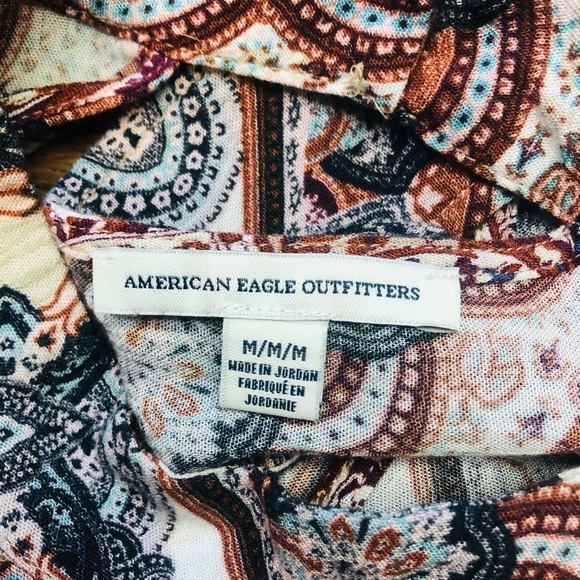 AMERICAN EAGLE OUTFITTERS
M/M/M
MADE IN JORDAN
FABRIQUÉ EN
JORDANIE